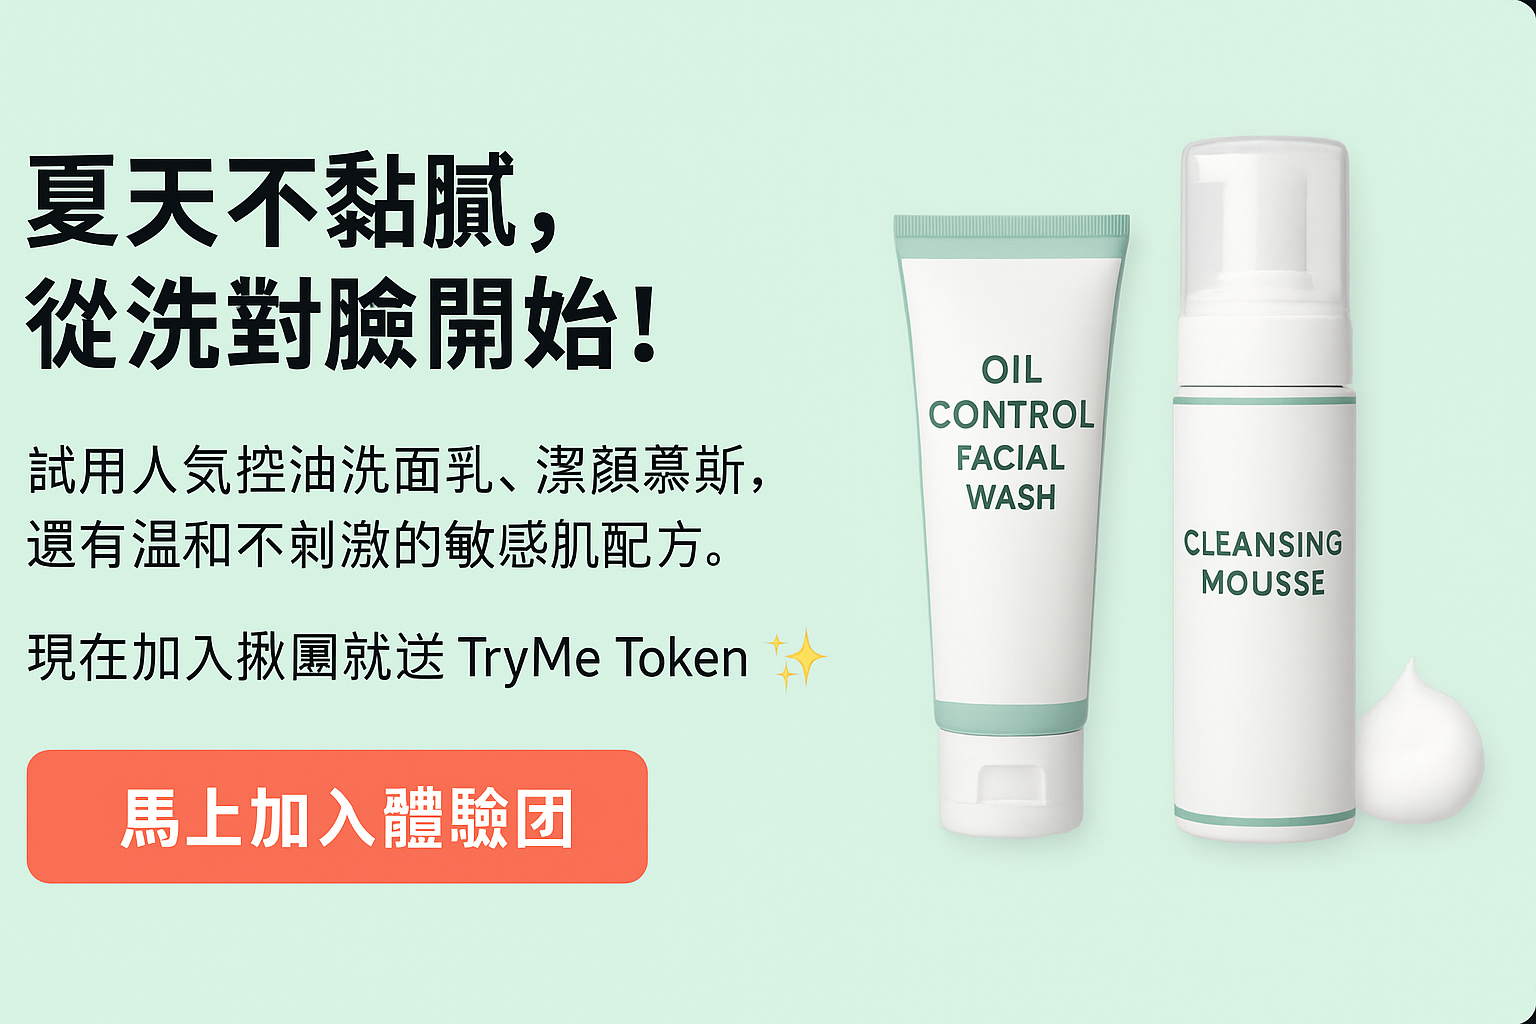 夏天不黏膩，
從洗對臉開始！
試用人気控油洗面乳、潔顏慕斯，
還有温和不刺激的敏感肌配方。
現在加入揪團就送 TryMe Token ✨
馬上加入體驗団
OIL
CONTROL
FACIAL
WASH
CLEANSING
MOUSSE